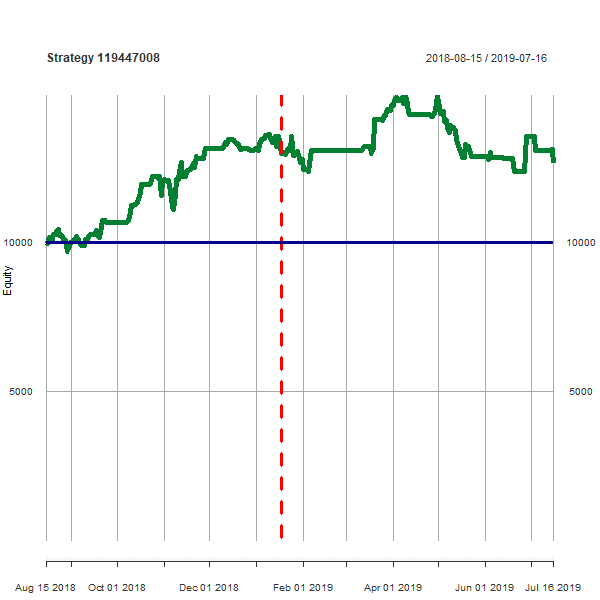 Strategy 119447008
2018-08-15 / 2019-07-16
10000
10000
Equity
5000
5000
Aug 15 2018 Oct 01 2018 Dec 01 2018 Feb 01 2019 Apr 01 2019 Jun 01 2019 Jul 16 2019